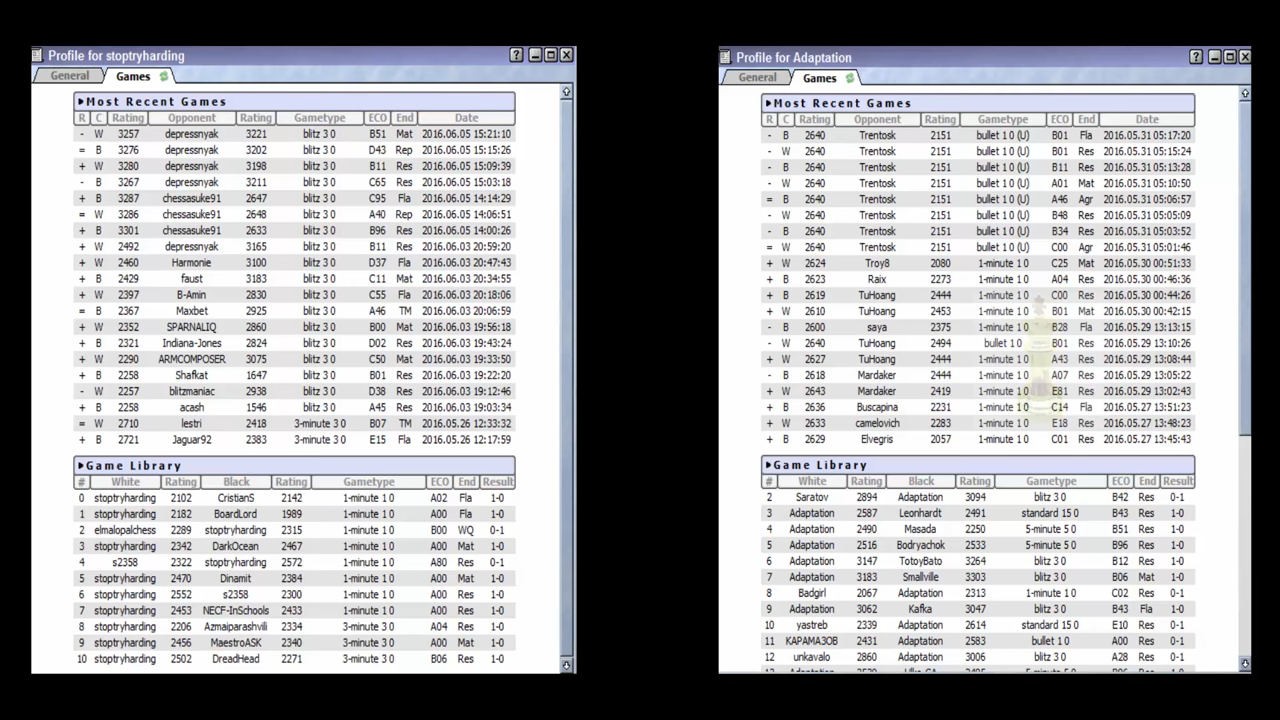 Profile for stoptryharding
General Games
Most Recent Games
R C Rating Opponent Rating Gametype ECO End Date
- W 3257 depressnyak 3221 blitz 3 0 B51 Mat 2016.06.05 15:21:10
= B 3276 depressnyak 3202 blitz 3 0 D43 Rep 2016.06.05 15:15:26
+ W 3280 depressnyak 3198 blitz 3 0 B11 Res 2016.06.05 15:09:39
- B 3267 depressnyak 3211 blitz 3 0 C65 Res 2016.06.05 15:03:18
+ B 3287 chessasuke91 2647 blitz 3 0 C95 Fla 2016.06.05 14:14:29
= W 3286 chessasuke91 2648 blitz 3 0 A40 Rep 2016.06.05 14:06:51
+ B 3301 chessasuke91 2633 blitz 3 0 B96 Res 2016.06.05 14:00:26
+ W 2492 depressnyak 3165 blitz 3 0 B11 Res 2016.06.03 20:59:20
+ W 2460 Harmonie 3100 blitz 3 0 D37 Fla 2016.06.03 20:47:43
+ B 2429 faust 3183 blitz 3 0 C11 Mat 2016.06.03 20:34:55
+ W 2397 B-Amin 2830 blitz 3 0 C55 Fla 2016.06.03 20:18:06
= B 2367 Maxbet 2925 blitz 3 0 A46 TM 2016.06.03 20:06:59
+ W 2352 SPARNALIQ 2860 blitz 3 0 B00 Mat 2016.06.03 19:56:18
+ B 2321 Indiana-Jones 2824 blitz 3 0 D02 Res 2016.06.03 19:43:24
+ W 2290 ARMCOMPOSER 3075 blitz 3 0 C50 Mat 2016.06.03 19:33:50
+ B 2258 Shafkat 1647 blitz 3 0 B01 Res 2016.06.03 19:22:20
- W 2257 blitzmaniac 2938 blitz 3 0 D38 Res 2016.06.03 19:12:46
+ B 2258 acash 1546 blitz 3 0 A45 Res 2016.06.03 19:03:34
= W 2710 lestri 2418 3-minute 3 0 B07 TM 2016.05.26 12:33:32
+ B 2721 Jaguar92 2383 3-minute 3 0 E15 Fla 2016.05.26 12:17:59
Game Library
# White Rating Black Rating Gametype ECO End Result
0 stoptryharding 2102 CristianS 2142 1-minute 1 0 A02 Fla 1-0
1 stoptryharding 2182 BoardLord 1989 1-minute 1 0 A00 Fla 1-0
2 elmalopalchess 2289 stoptryharding 2315 1-minute 1 0 B00 WQ 0-1
3 stoptryharding 2342 DarkOcean 2467 1-minute 1 0 A00 Mat 1-0
4 s2358 2322 stoptryharding 2572 1-minute 1 0 A80 Res 0-1
5 stoptryharding 2470 Dinamit 2384 1-minute 1 0 A00 Mat 1-0
6 stoptryharding 2552 s2358 2300 1-minute 1 0 A00 Res 1-0
7 stoptryharding 2453 NECF-InSchools 2433 1-minute 1 0 A00 Res 1-0
8 stoptryharding 2206 Azmaiparashvili 2334 3-minute 3 0 A04 Res 1-0
9 stoptryharding 2456 MaestroASK 2340 3-minute 3 0 A00 Mat 1-0
10 stoptryharding 2502 DreadHead 2271 3-minute 3 0 B06 Res 1-0
Profile for Adaptation
General Games
Most Recent Games
R C Rating Opponent Rating Gametype ECO End Date
- B 2640 Trentosk 2151 bullet 1 0 (U) B01 Fla 2016.05.31 05:17:20
- W 2640 Trentosk 2151 bullet 1 0 (U) B01 Res 2016.05.31 05:15:24
- B 2640 Trentosk 2151 bullet 1 0 (U) B11 Res 2016.05.31 05:13:28
- W 2640 Trentosk 2151 bullet 1 0 (U) A01 Mat 2016.05.31 05:10:50
= B 2640 Trentosk 2151 bullet 1 0 (U) A46 Agr 2016.05.31 05:06:57
- W 2640 Trentosk 2151 bullet 1 0 (U) B48 Res 2016.05.31 05:05:09
- B 2640 Trentosk 2151 bullet 1 0 (U) B34 Res 2016.05.31 05:03:52
= W 2640 Trentosk 2151 bullet 1 0 (U) C00 Agr 2016.05.31 05:01:46
+ W 2624 Troy8 2080 1-minute 1 0 C25 Mat 2016.05.30 00:51:33
+ B 2623 Raix 2273 1-minute 1 0 A04 Res 2016.05.30 00:46:36
+ B 2619 TuHoang 2444 1-minute 1 0 C00 Res 2016.05.30 00:44:26
+ W 2610 TuHoang 2453 1-minute 1 0 B01 Mat 2016.05.30 00:42:15
- B 2600 saya 2375 1-minute 1 0 B28 Fla 2016.05.29 13:13:15
- W 2640 TuHoang 2494 bullet 1 0 B01 Res 2016.05.29 13:10:26
+ W 2627 TuHoang 2444 1-minute 1 0 A43 Res 2016.05.29 13:08:44
- B 2618 Mardaker 2444 1-minute 1 0 A07 Res 2016.05.29 13:05:22
+ W 2643 Mardaker 2419 1-minute 1 0 E81 Res 2016.05.29 13:02:43
+ B 2636 Buscapina 2231 1-minute 1 0 C14 Fla 2016.05.27 13:51:23
+ W 2633 camelovich 2283 1-minute 1 0 E18 Res 2016.05.27 13:48:23
+ B 2629 Elvegris 2057 1-minute 1 0 C01 Res 2016.05.27 13:45:43
Game Library
# White Rating Black Rating Gametype ECO End Result
2 Saratov 2894 Adaptation 3094 blitz 3 0 B42 Res 0-1
3 Adaptation 2587 Leonhardt 2491 standard 15 0 B43 Res 1-0
4 Adaptation 2490 Masada 2250 5-minute 5 0 B51 Res 1-0
5 Adaptation 2516 Bodryachok 2533 5-minute 5 0 B96 Res 1-0
6 Adaptation 3147 TotoyBato 3264 blitz 3 0 B12 Res 1-0
7 Adaptation 3183 Smallville 3303 blitz 3 0 B06 Mat 1-0
8 Badgirl 2067 Adaptation 2313 1-minute 1 0 C02 Res 0-1
9 Adaptation 3062 Kafka 3047 blitz 3 0 B43 Fla 1-0
10 yastreb 2339 Adaptation 2614 standard 15 0 E10 Res 0-1
11 KAPAMA3OB 2431 Adaptation 2583 bullet 1 0 A00 Res 0-1
12 unkavalo 2860 Adaptation 3006 blitz 3 0 A28 Res 0-1